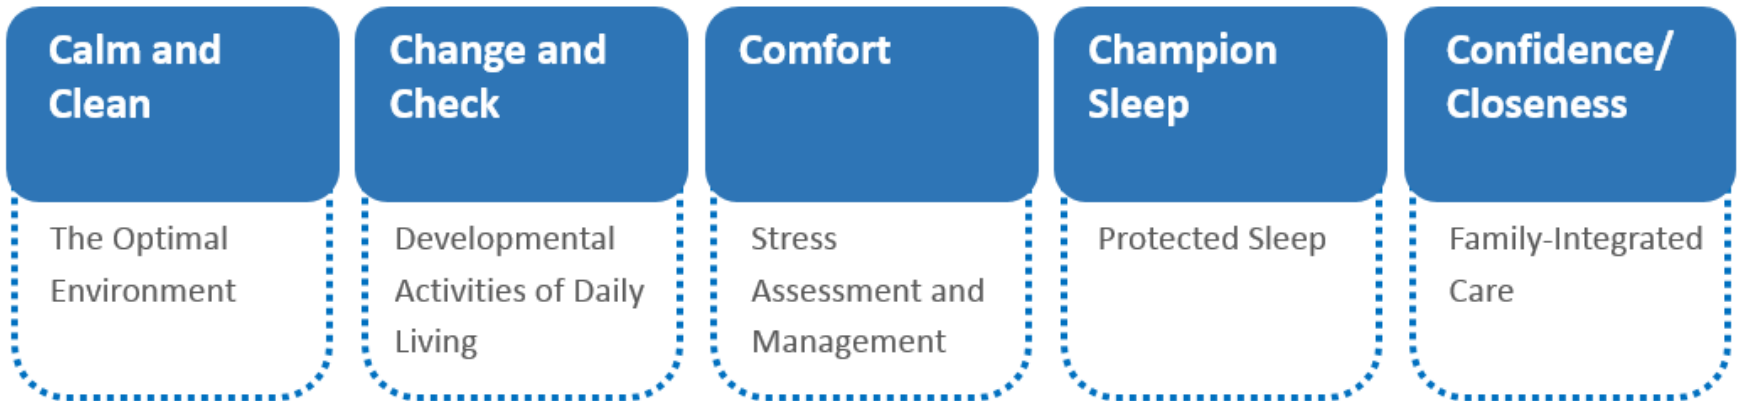 Calm and
Clean
The Optimal
Environment
Change and
Check
Developmental
Activities of Daily
Living
Comfort
Stress
Assessment and
Management
Champion
Sleep
Protected Sleep
Confidence/
Closeness
Family-Integrated
Care